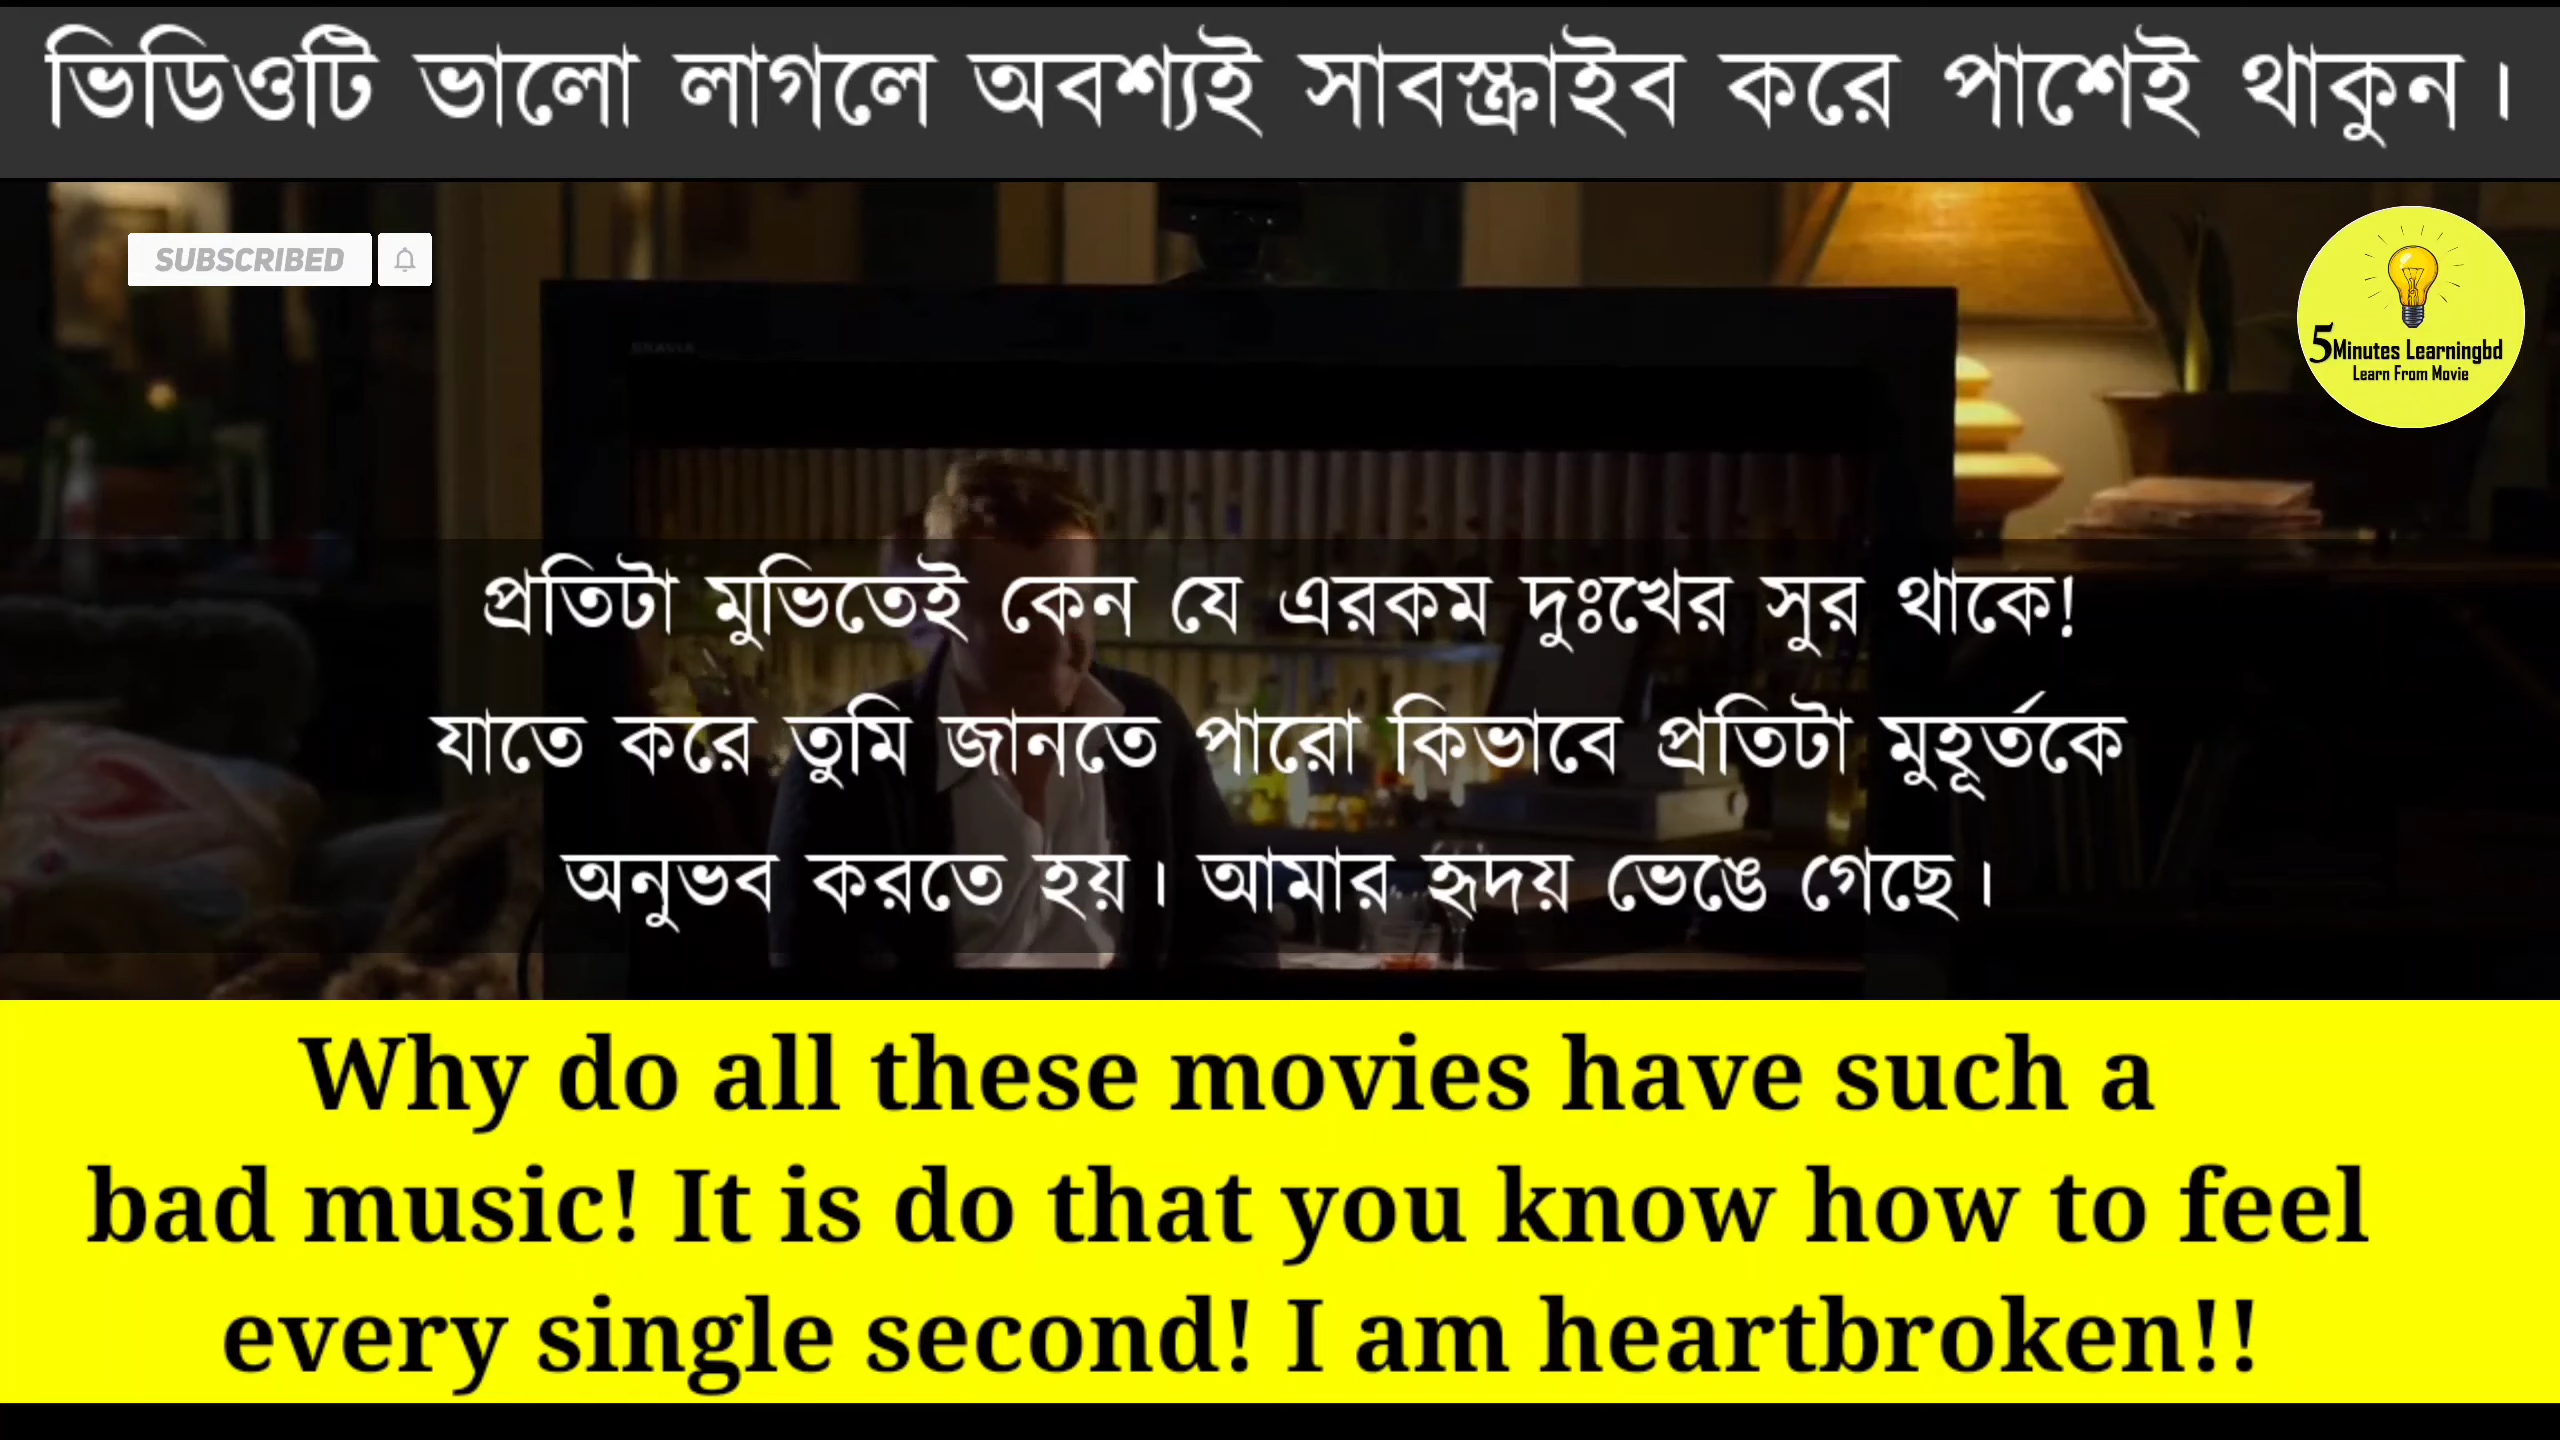 ভিডিওটি ভালো লাগলে অবশ্যই সাবস্ক্রাইব করে পাশেই থাকুন।
SUBSCRIBED
5Minutes Learningbd
Learn From Movie
BRAVIA
প্রতিটা মুভিতেই কেন যে এরকম দুঃখের সুর থাকে!
যাতে করে তুমি জানতে পারো কিভাবে প্রতিটা মুহূর্তকে
অনুভব করতে হয়। আমার হৃদয় ভেঙে গেছে।
Why do all these movies have such a
bad music! It is do that you know how to feel
every single second! I am heartbroken!!